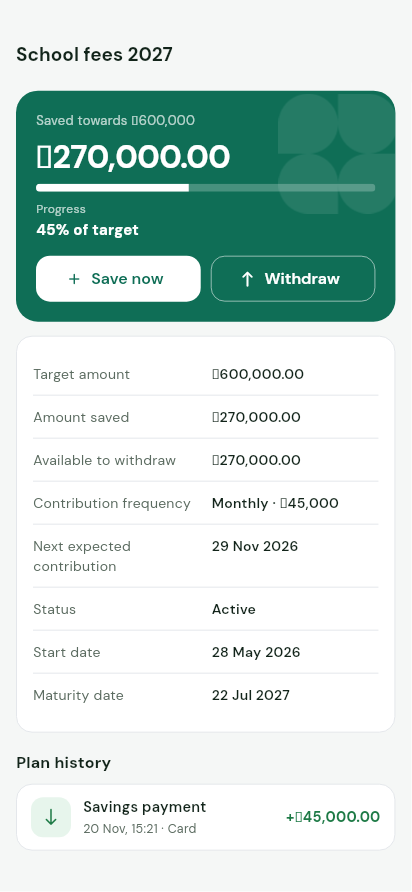 School fees 2027
Saved towards ▯600,000
▯270,000.00
Progress
45% of target
+ Save now
↑ Withdraw
Target amount ▯600,000.00
Amount saved ▯270,000.00
Available to withdraw ▯270,000.00
Contribution frequency Monthly · ▯45,000
Next expected contribution 29 Nov 2026
Status Active
Start date 28 May 2026
Maturity date 22 Jul 2027
Plan history
Savings payment
20 Nov, 15:21 · Card
+▯45,000.00